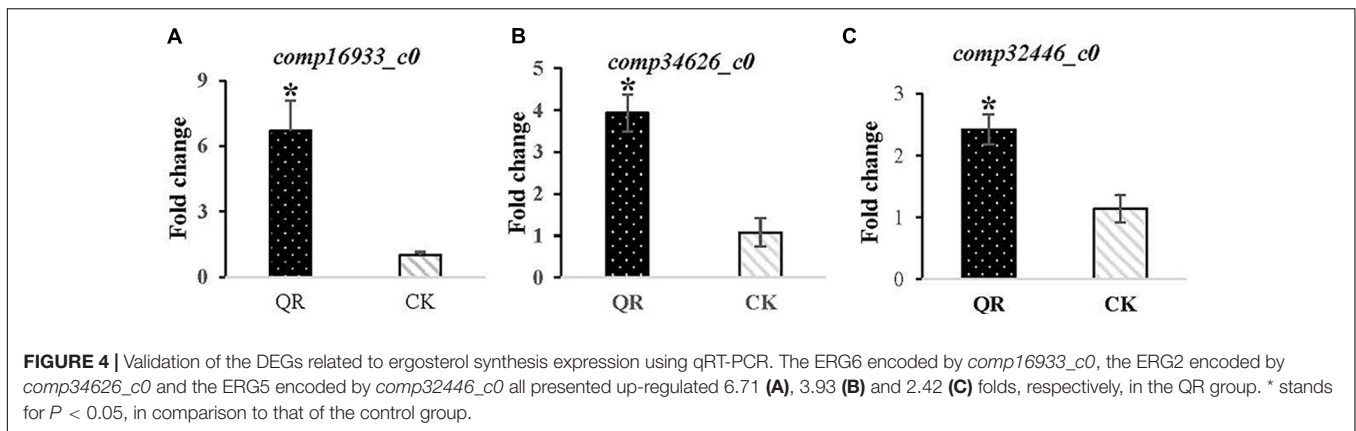 A
comp16933_c0
Fold change
9
6
3
0
*
QR
CK
B
comp34626_c0
Fold change
5
4
3
2
1
0
*
QR
CK
C
comp32446_c0
Fold change
3
2
1
0
*
QR
CK
FIGURE 4 | Validation of the DEGs related to ergosterol synthesis expression using qRT-PCR. The ERG6 encoded by comp16933_c0, the ERG2 encoded by
comp34626_c0 and the ERG5 encoded by comp32446_c0 all presented up-regulated 6.71 (A), 3.93 (B) and 2.42 (C) folds, respectively, in the QR group. * stands
for P < 0.05, in comparison to that of the control group.